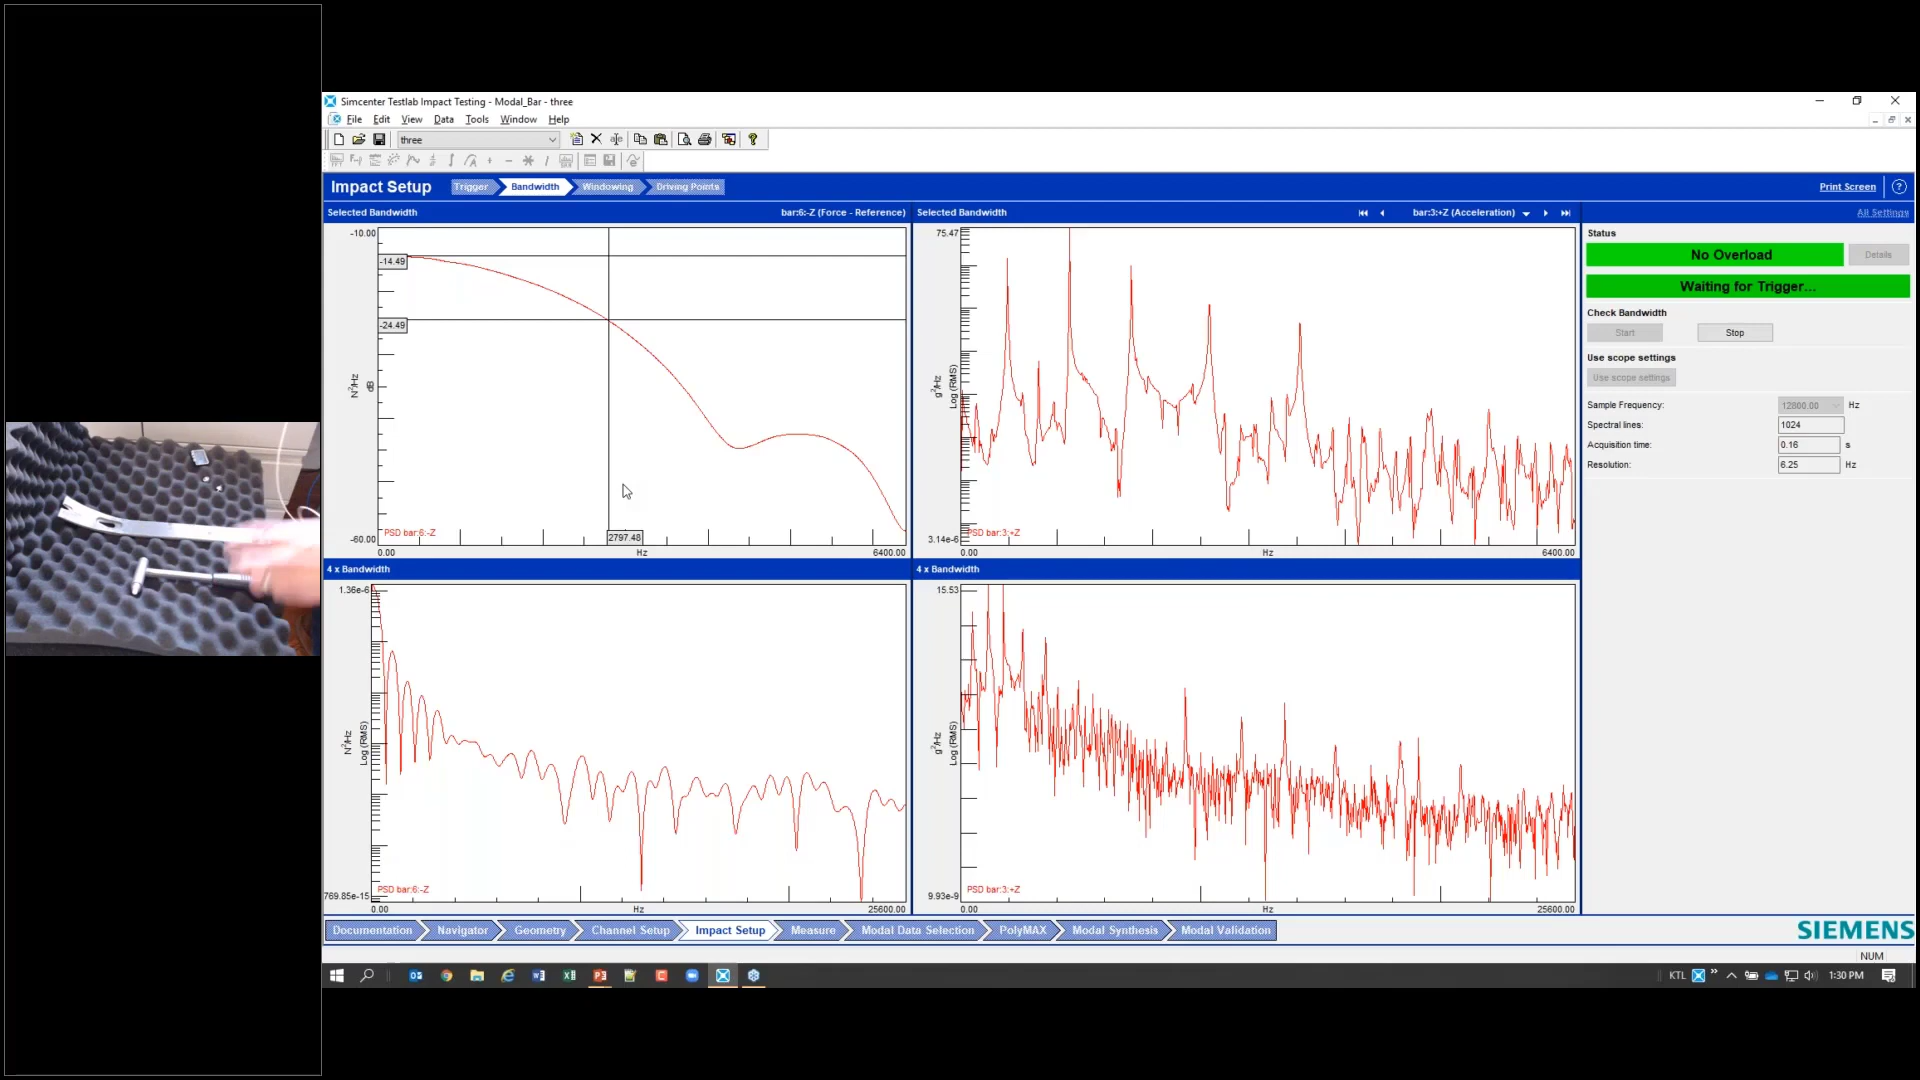 Simcenter Testlab Impact Testing - Modal_Bar - three
File Edit View Data Tools Window Help
three
Impact Setup Trigger Bandwidth Windowing Driving Points Print Screen ?
Selected Bandwidth bar:6:-Z (Force - Reference)
Selected Bandwidth bar:3:+Z (Acceleration)
All Settings
-10.00
-14.49
-24.49
N²/Hz
dB
-60.00
PSD bar:6:-Z
2797.48
0.00 Hz 6400.00
75.47
g²/Hz
Log (RMS)
3.14e-6
PSD bar:3:+Z
0.00 Hz 6400.00
Status
No Overload Details
Waiting for Trigger...
Check Bandwidth
Start Stop
Use scope settings
Use scope settings
Sample Frequency: 12800.00 Hz
Spectral lines: 1024
Acquisition time: 0.16 s
Resolution: 6.25 Hz
4 x Bandwidth
4 x Bandwidth
1.36e-6
N²/Hz
Log (RMS)
769.85e-15
PSD bar:6:-Z
0.00 Hz 25600.00
15.53
g²/Hz
Log (RMS)
9.93e-9
PSD bar:3:+Z
0.00 Hz 25600.00
Documentation Navigator Geometry Channel Setup Impact Setup Measure Modal Data Selection PolyMAX Modal Synthesis Modal Validation
SIEMENS
NUM
KTL 1:30 PM